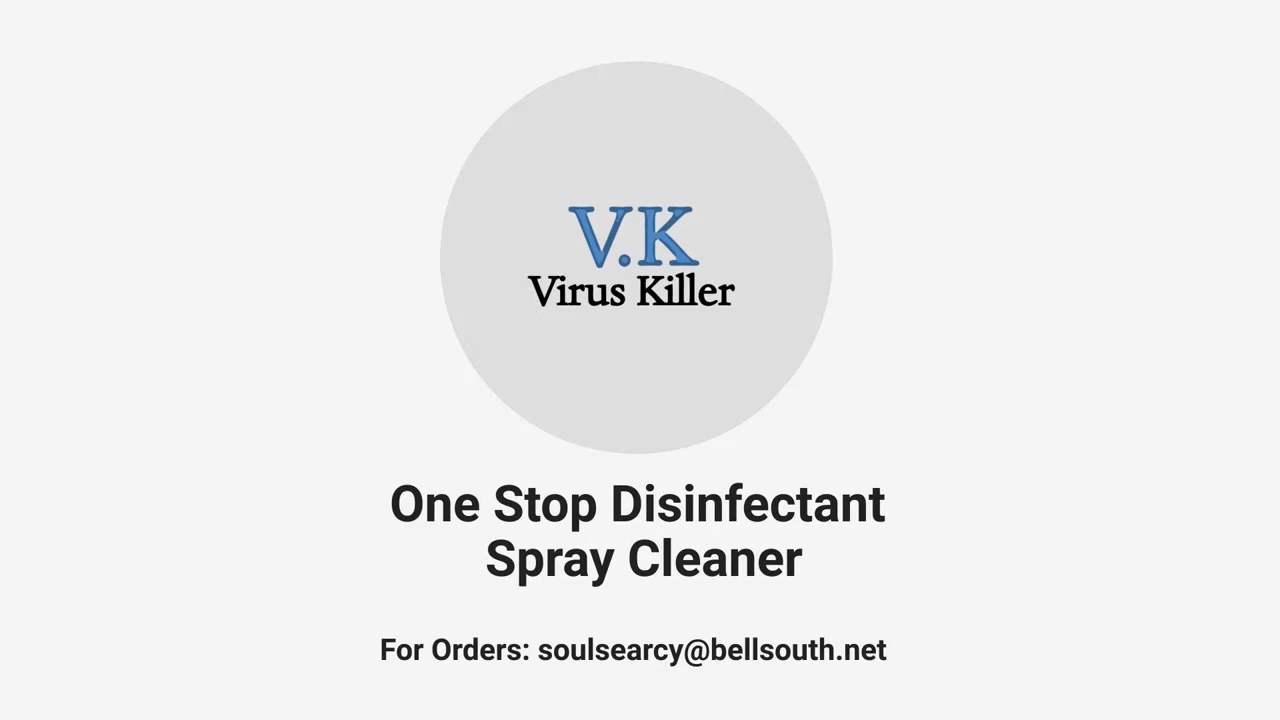 V.K
Virus Killer
One Stop Disinfectant
Spray Cleaner
For Orders: soulsearcy@bellsouth.net